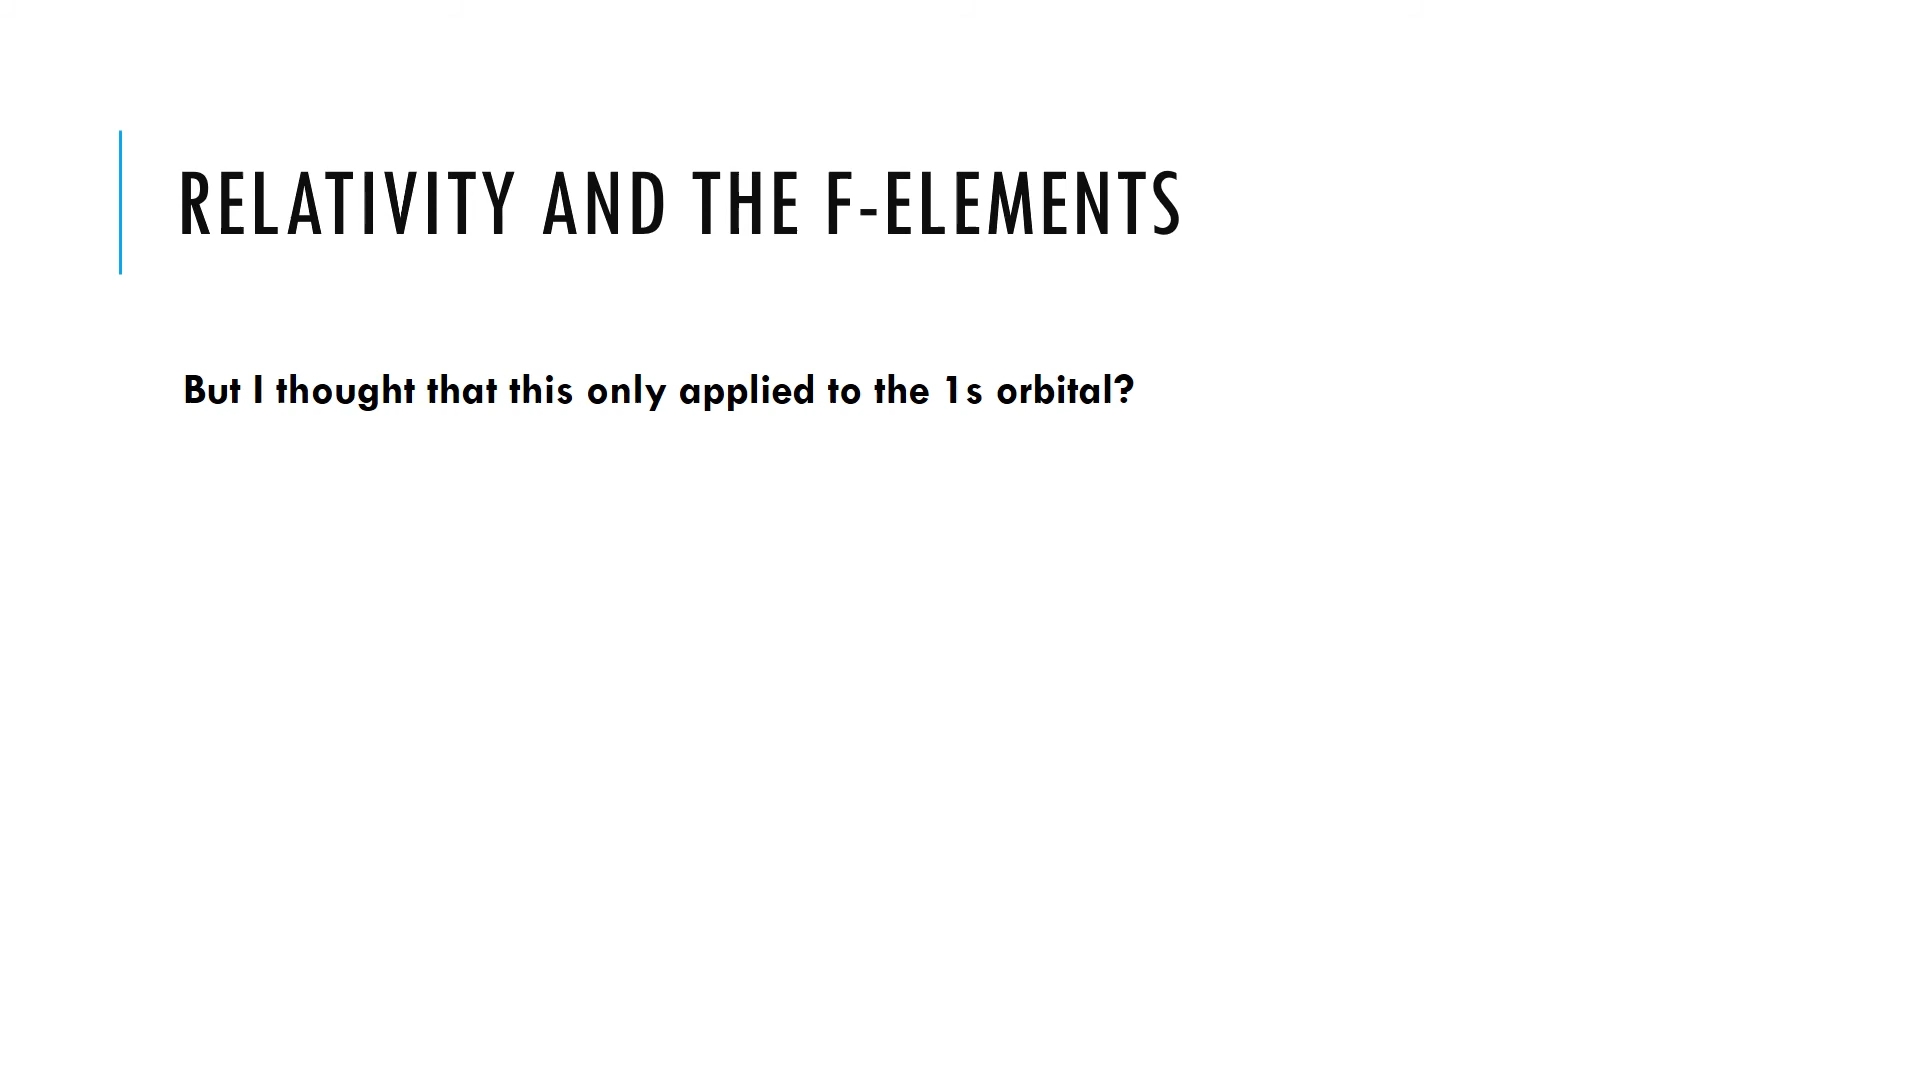 RELATIVITY AND THE F-ELEMENTS
But I thought that this only applied to the 1s orbital?